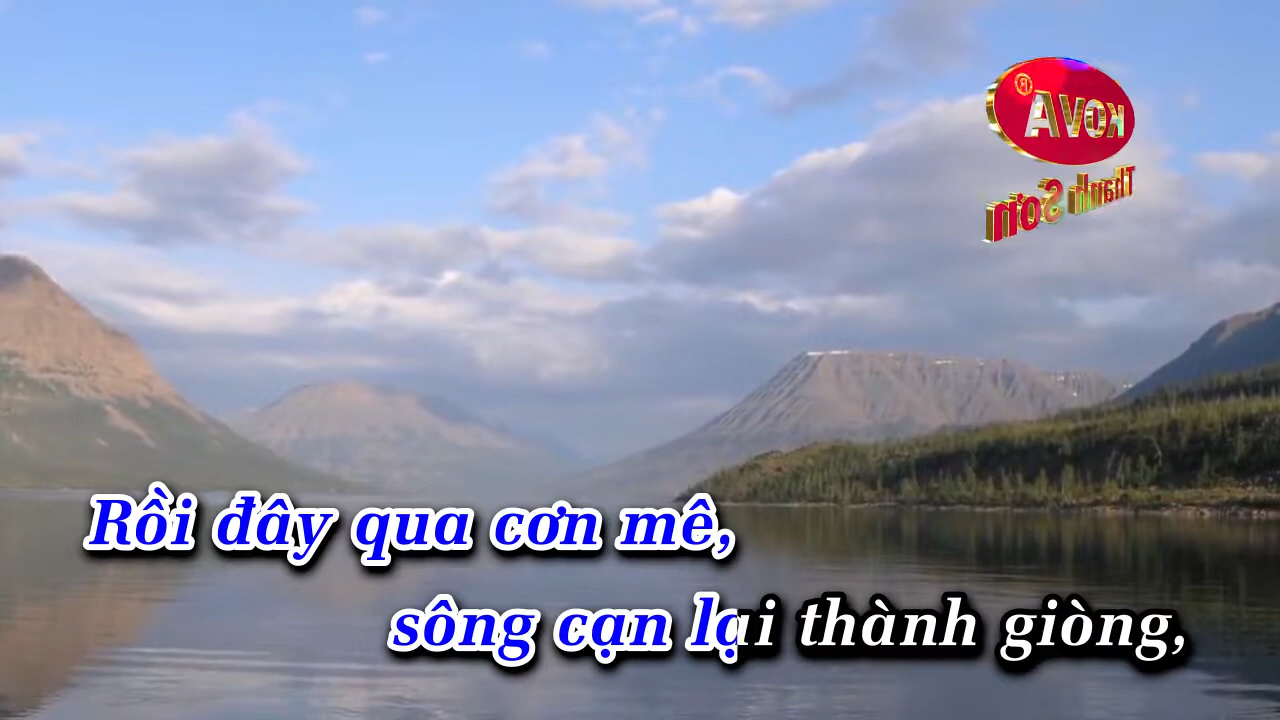 KOVA®
Thanh Sơn
Rồi đây qua cơn mê,
sông cạn lại thành giòng,